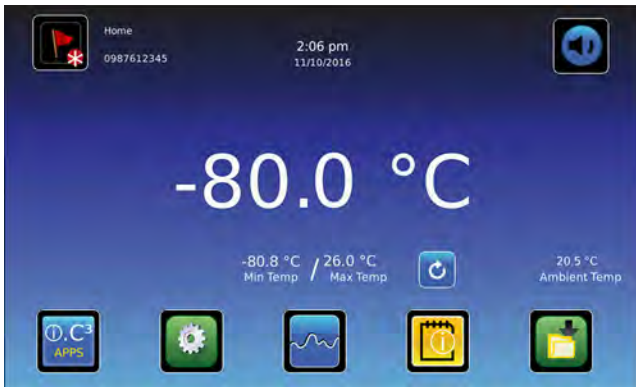 Home
0987612345
2:06 pm
11/10/2016
-80.0 °C
-80.8 °C / 26.0 °C
Min Temp Max Temp
20.5 °C
Ambient Temp
i.C³
APPS
i